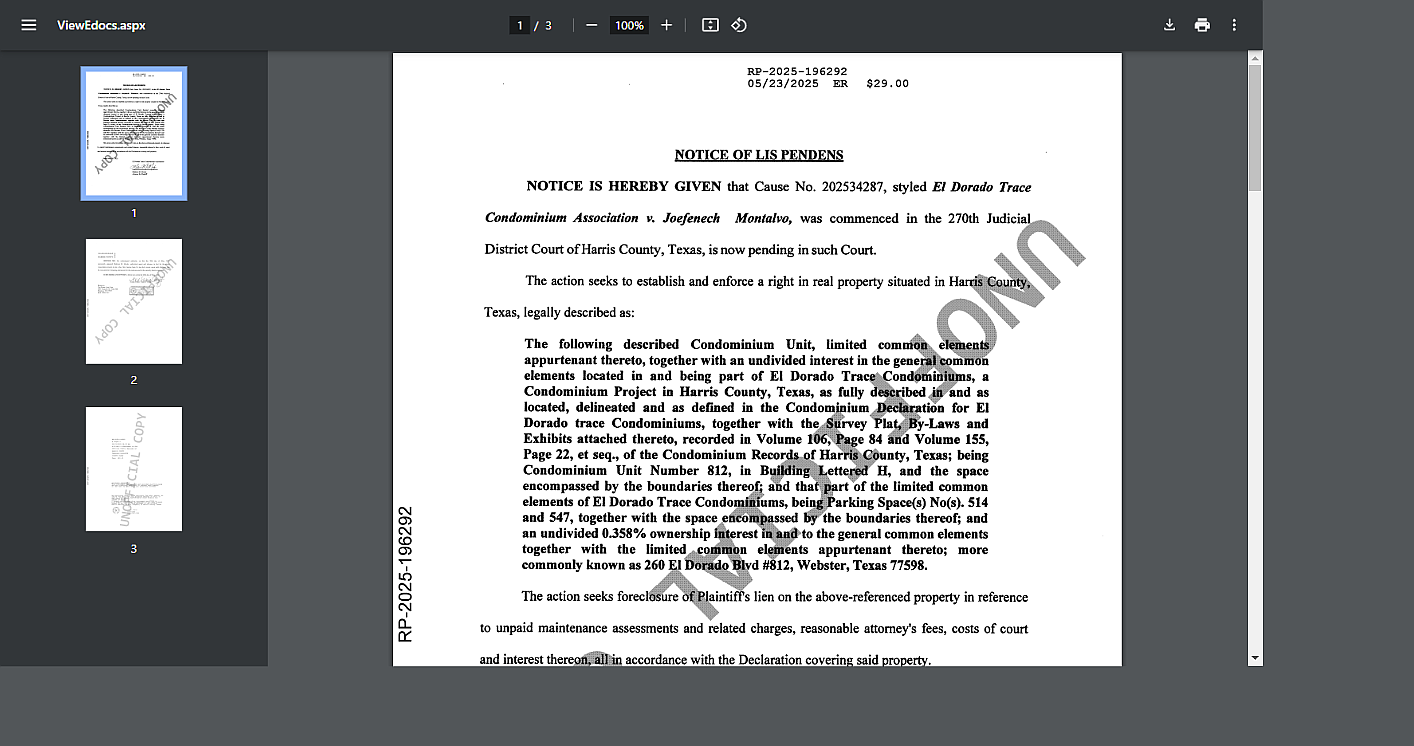 ViewEdocs.aspx
1 / 3
100%
1
2
3
RP-2025-196292
05/23/2025 ER $29.00
NOTICE OF LIS PENDENS
NOTICE IS HEREBY GIVEN that Cause No. 202534287, styled El Dorado Trace
Condominium Association v. Joefenech Montalvo, was commenced in the 270th Judicial
District Court of Harris County, Texas, is now pending in such Court.
The action seeks to establish and enforce a right in real property situated in Harris County,
Texas, legally described as:
The following described Condominium Unit, limited common elements
appurtenant thereto, together with an undivided interest in the general common
elements located in and being part of El Dorado Trace Condominiums, a
Condominium Project in Harris County, Texas, as fully described in and as
located, delineated and as defined in the Condominium Declaration for El
Dorado trace Condominiums, together with the Survey Plat, By-Laws and
Exhibits attached thereto, recorded in Volume 106, Page 84 and Volume 155,
Page 22, et seq., of the Condominium Records of Harris County, Texas; being
Condominium Unit Number 812, in Building Lettered H, and the space
encompassed by the boundaries thereof; and that part of the limited common
elements of El Dorado Trace Condominiums, being Parking Space(s) No(s). 514
and 547, together with the space encompassed by the boundaries thereof; and
an undivided 0.358% ownership interest in and to the general common elements
together with the limited common elements appurtenant thereto; more
commonly known as 260 El Dorado Blvd #812, Webster, Texas 77598.
The action seeks foreclosure of Plaintiff's lien on the above-referenced property in reference
to unpaid maintenance assessments and related charges, reasonable attorney's fees, costs of court
and interest thereon, all in accordance with the Declaration covering said property.
RP-2025-196292
UNOFFICIAL
UNOFFICIAL COPY
UNOFFICIAL COPY
UNOFFICIAL COPY